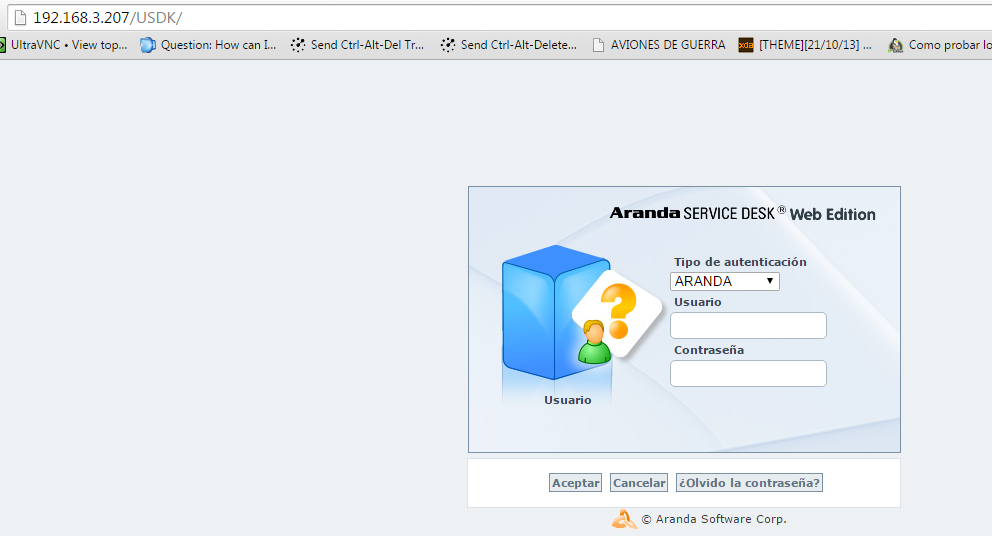 192.168.3.207/USDK/
UltraVNC • View top... Question: How can I... Send Ctrl-Alt-Del Tr... Send Ctrl-Alt-Delete... AVIONES DE GUERRA xda [THEME][21/10/13] ... Como probar lo
Aranda SERVICE DESK® Web Edition
Tipo de autenticación
ARANDA
Usuario
Contraseña
Usuario
Aceptar Cancelar ¿Olvido la contraseña?
© Aranda Software Corp.